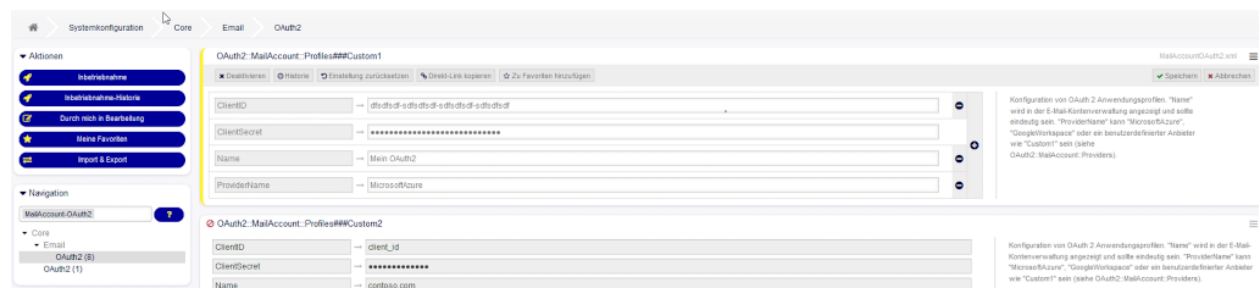 Systemkonfiguration Core Email OAuth2
Aktionen
Inbetriebnahme
Inbetriebnahme-Historie
Durch mich in Bearbeitung
Meine Favoriten
Import & Export
Navigation
MailAccount-OAuth2 ?
Core
Email
OAuth2 (8)
OAuth2 (1)
OAuth2::MailAccount::Profiles###Custom1 MailAccountOAuth2.xml
Deaktivieren Historie Einstellung zurücksetzen Direkt-Link kopieren Zu Favoriten hinzufügen Speichern Abbrechen
ClientID → dfsdfsdf-sdfsdfsdf-sdfsdfsdf-sdfsdfsdf
ClientSecret → ••••••••••••••••••••••••••••
Name → Mein OAuth2
ProviderName → MicrosoftAzure
Konfiguration von OAuth 2 Anwendungsprofilen. "Name"
wird in der E-Mail-Kontenverwaltung angezeigt und sollte
eindeutig sein. "ProviderName" kann "MicrosoftAzure",
"GoogleWorkspace" oder ein benutzerdefinierter Anbieter
wie "Custom1" sein (siehe
OAuth2::MailAccount::Providers).
OAuth2::MailAccount::Profiles###Custom2
ClientID → client_id
ClientSecret → •••••••••••••
Name → contoso.com
Konfiguration von OAuth 2 Anwendungsprofilen. "Name" wird in der E-Mail-
Kontenverwaltung angezeigt und sollte eindeutig sein. "ProviderName" kann
"MicrosoftAzure", "GoogleWorkspace" oder ein benutzerdefinierter Anbieter
wie "Custom1" sein (siehe OAuth2::MailAccount::Providers).